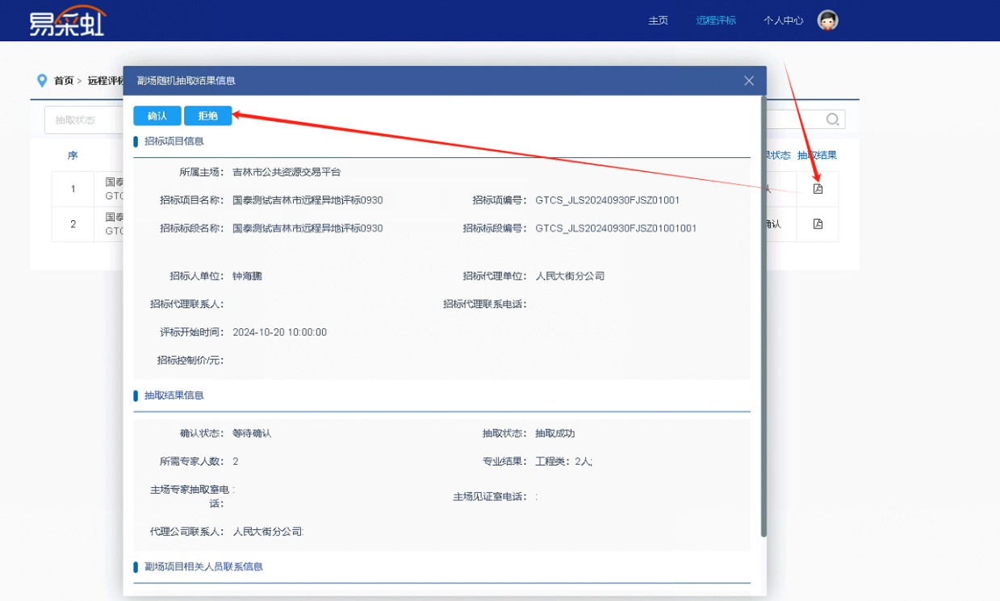 易采虹
主页 远程评标 个人中心
首页 > 远程评标
副场随机抽取结果信息
抽取状态
确认 拒绝
招标项目信息
序
状态 抽取结果
所属主场： 吉林市公共资源交易平台
1 国泰
GTC
招标项目名称： 国泰测试吉林市远程异地评标0930 招标项编号： GTCS_JLS20240930FJSZ01001
2 国泰
GTC
确认
招标标段名称： 国泰测试吉林市远程异地评标0930 招标标段编号： GTCS_JLS20240930FJSZ01001001
招标人单位： 钟海鹏 招标代理单位： 人民大街分公司
招标代理联系人： 招标代理联系电话：
评标开始时间： 2024-10-20 10:00:00
招标控制价/元：
抽取结果信息
确认状态： 等待确认 抽取状态： 抽取成功
所需专家人数： 2 专业结果： 工程类：2人;
主场专家抽取室电 :
话：
主场见证室电话： :
代理公司联系人： 人民大街分公司:
副场项目相关人员联系信息